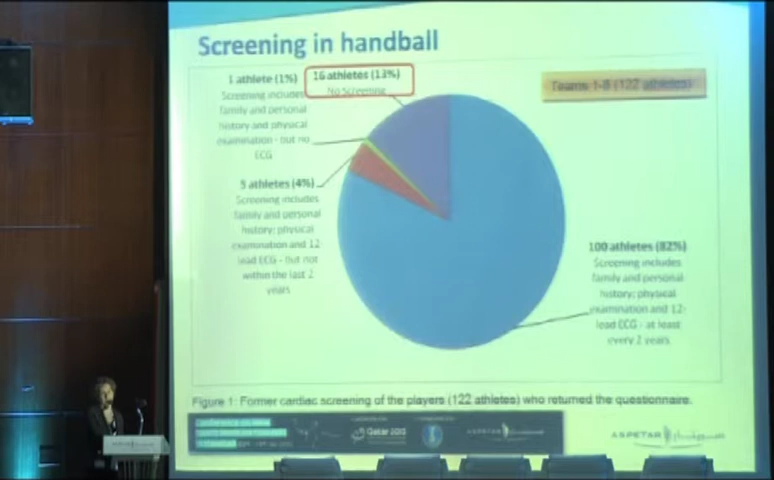 Screening in handball
1 athlete (1%)
Screening includes
family and personal
history and physical
examination - but no
ECG
16 athletes (13%)
No Screening
Teams 1-8 (122 athletes)
5 athletes (4%)
Screening includes
family and personal
history; physical
examination and 12-
lead ECG - but not
within the last 2
years
100 athletes (82%)
Screening includes
family and personal
history; physical
examination and 12-
lead ECG - at least
every 2 years
Figure 1: Former cardiac screening of the players (122 athletes) who returned the questionnaire.
Qatar 2015
ASPETAR
ASPETAR